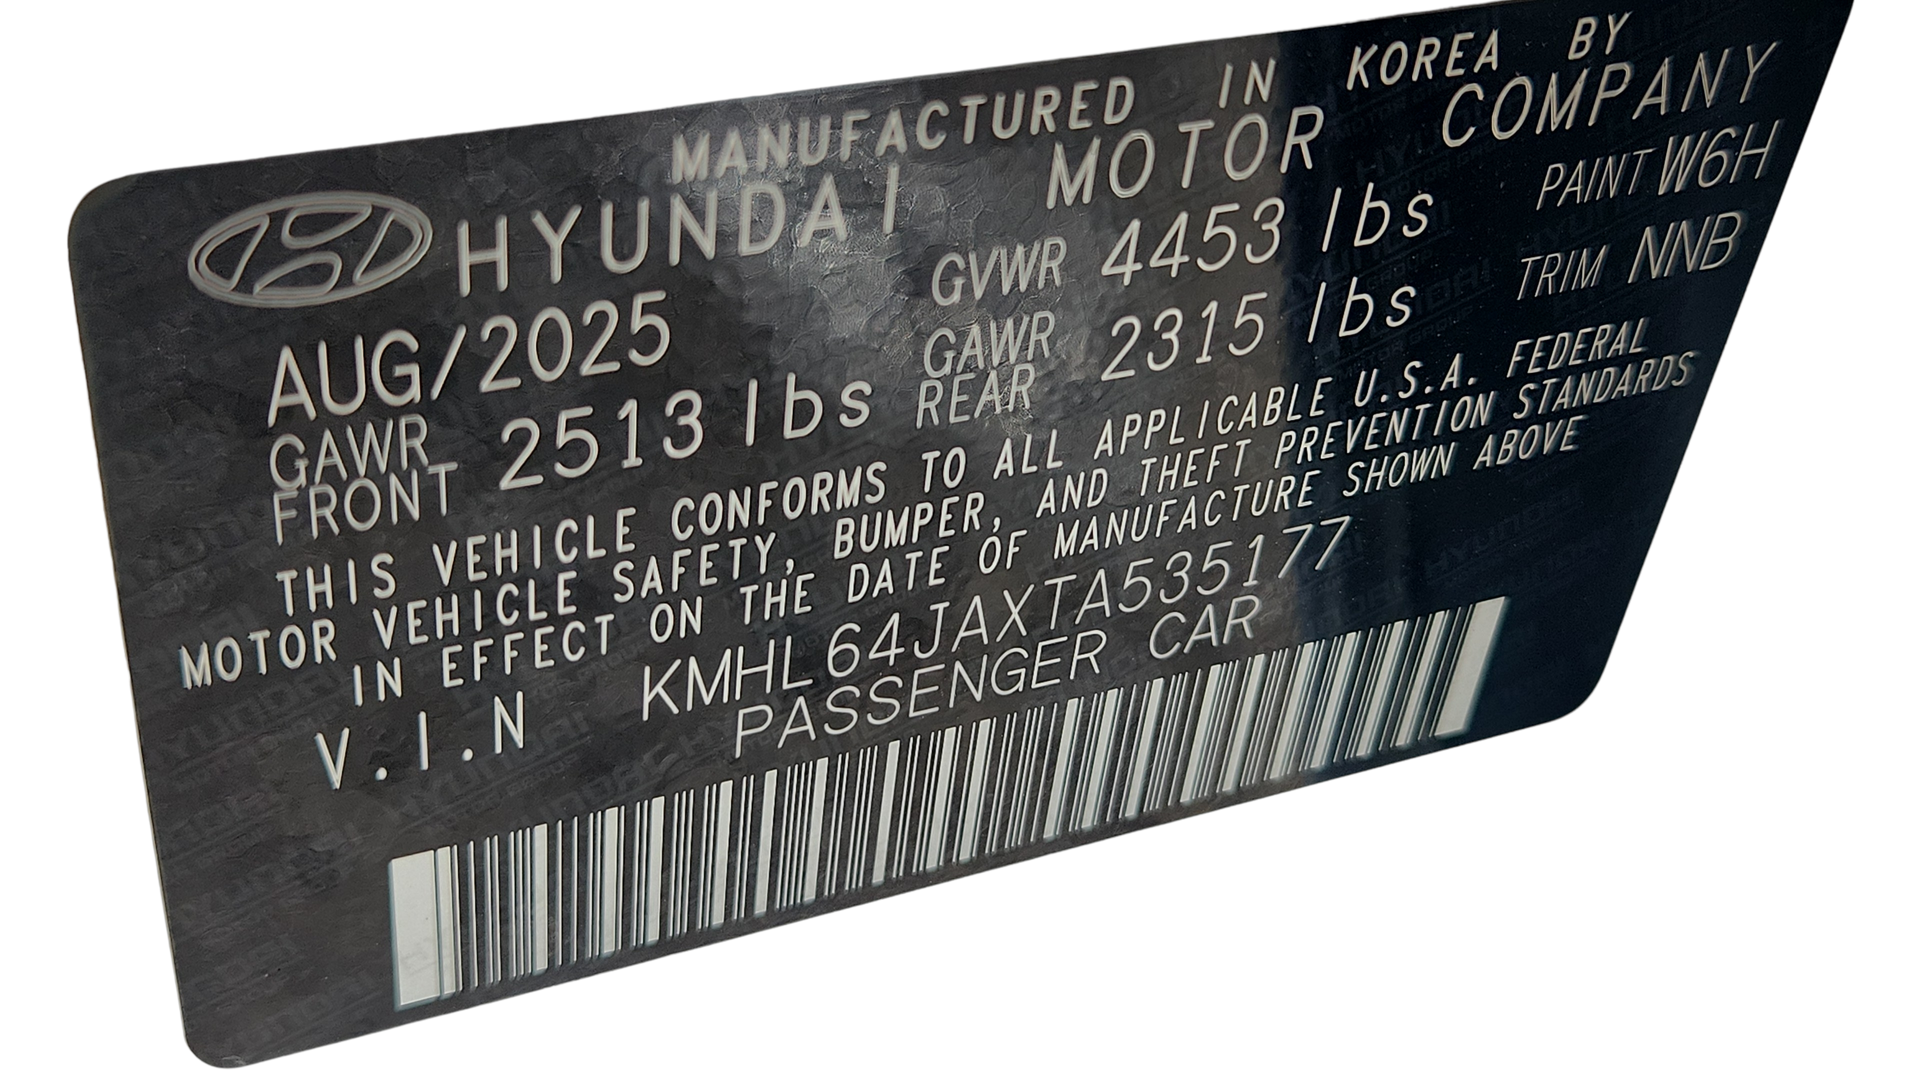 MANUFACTURED IN KOREA BY
HYUNDAI MOTOR COMPANY
AUG/2025 GVWR 4453 lbs PAINT W6H
GAWR FRONT 2513 lbs GAWR REAR 2315 lbs TRIM NNB
THIS VEHICLE CONFORMS TO ALL APPLICABLE U.S.A. FEDERAL
MOTOR VEHICLE SAFETY, BUMPER, AND THEFT PREVENTION STANDARDS
IN EFFECT ON THE DATE OF MANUFACTURE SHOWN ABOVE
V.I.N KMHL64JAXTA535177
PASSENGER CAR